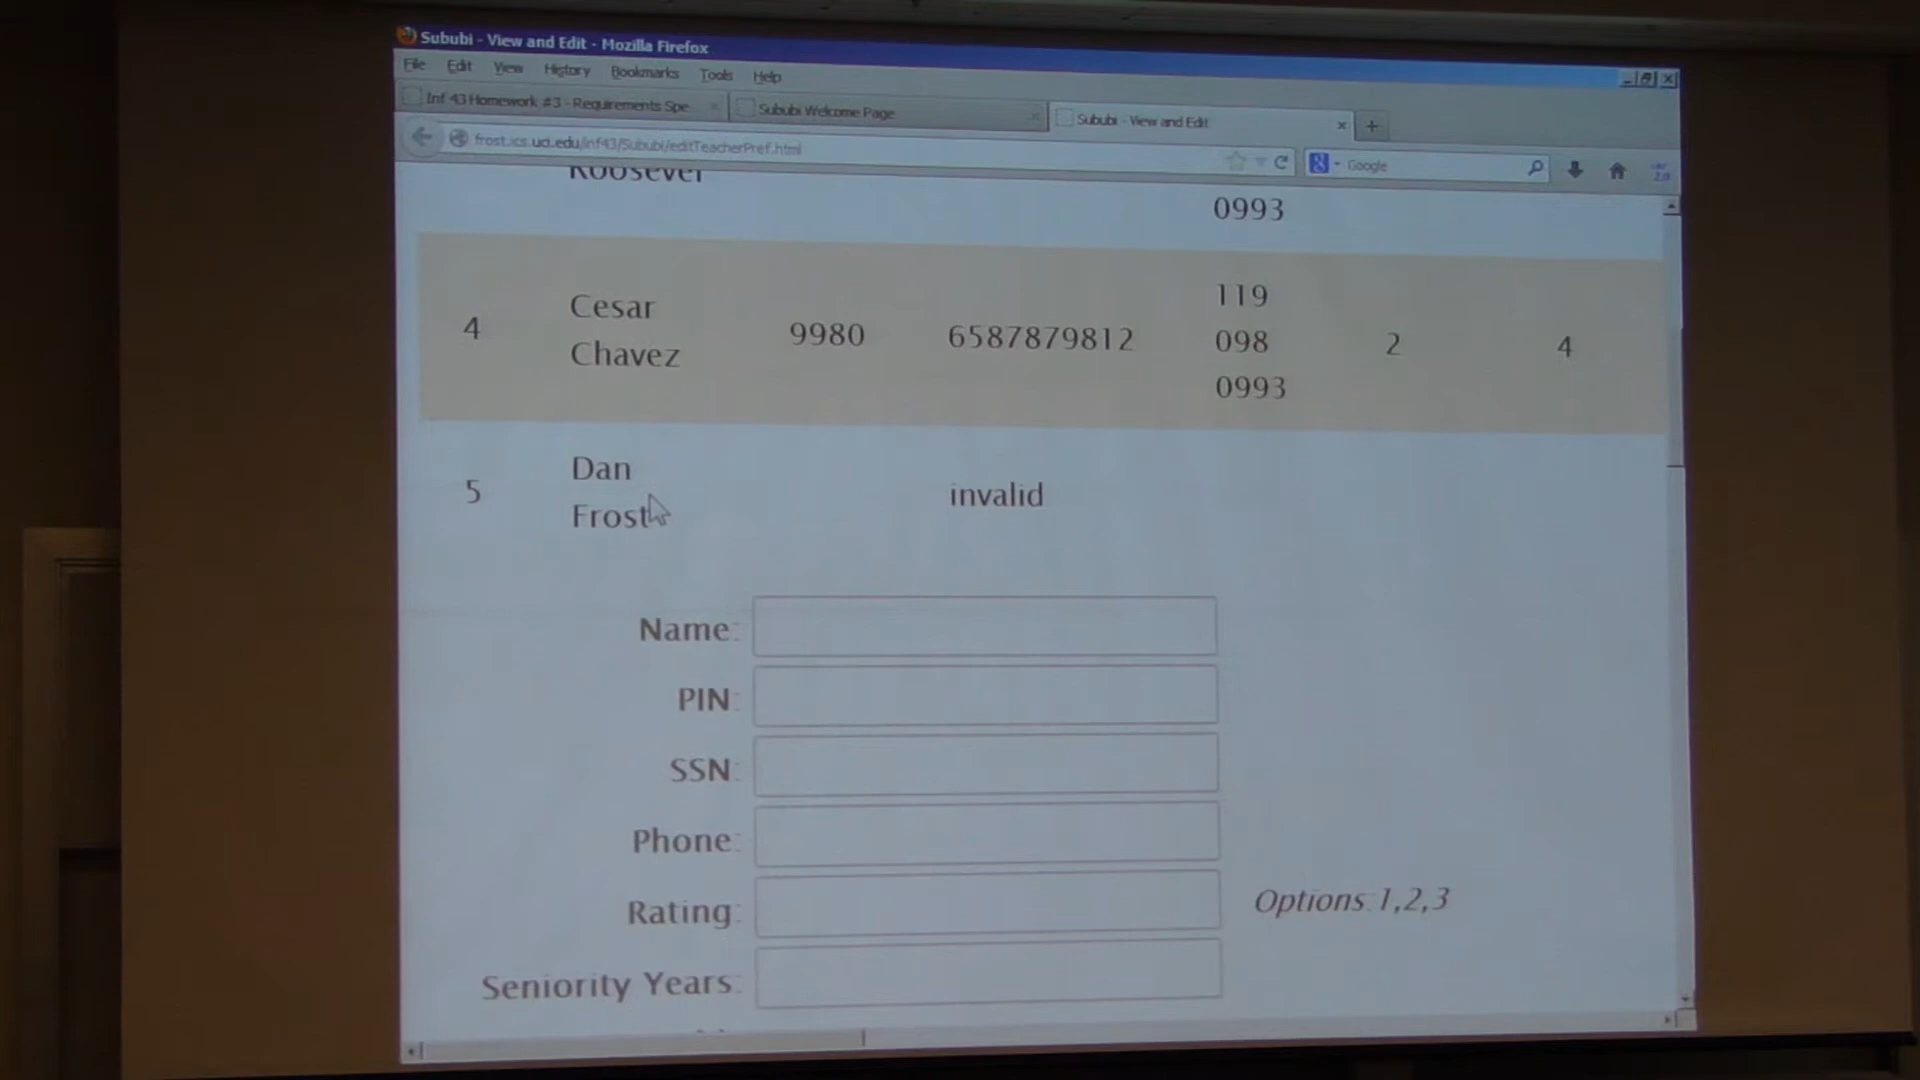 Sububi - View and Edit - Mozilla Firefox
File Edit View History Bookmarks Tools Help
Inf 43 Homework #3 - Requirements Spe
Sububi Welcome Page
Sububi - View and Edit
frost.ics.uci.edu/inf43/Sububi/editTeacherPref.html
Google
Roosevel
0993
4
Cesar
Chavez
9980
6587879812
119
098
0993
2
4
5
Dan
Frost
invalid
Name:
PIN:
SSN:
Phone:
Rating:
Options:1,2,3
Seniority Years: